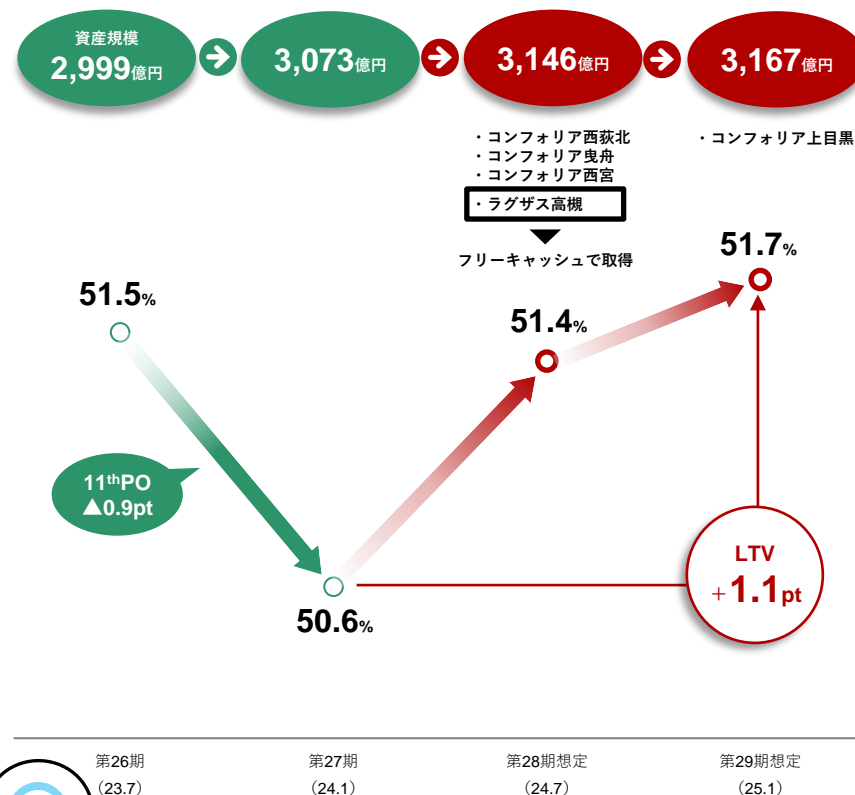 資産規模
2,999億円
3,073億円
3,146億円
3,167億円
・コンフォリア西荻北
・コンフォリア曳舟
・コンフォリア西宮
・ラグザス高槻
フリーキャッシュで取得
・コンフォリア上目黒
51.5%
50.6%
51.4%
51.7%
11thPO
▲0.9pt
LTV
+1.1pt
第26期
(23.7)
第27期
(24.1)
第28期想定
(24.7)
第29期想定
(25.1)